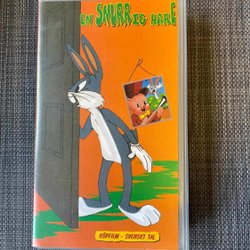 EN SNURRIG HARE
KÖPFILM - SVENSKT TAL